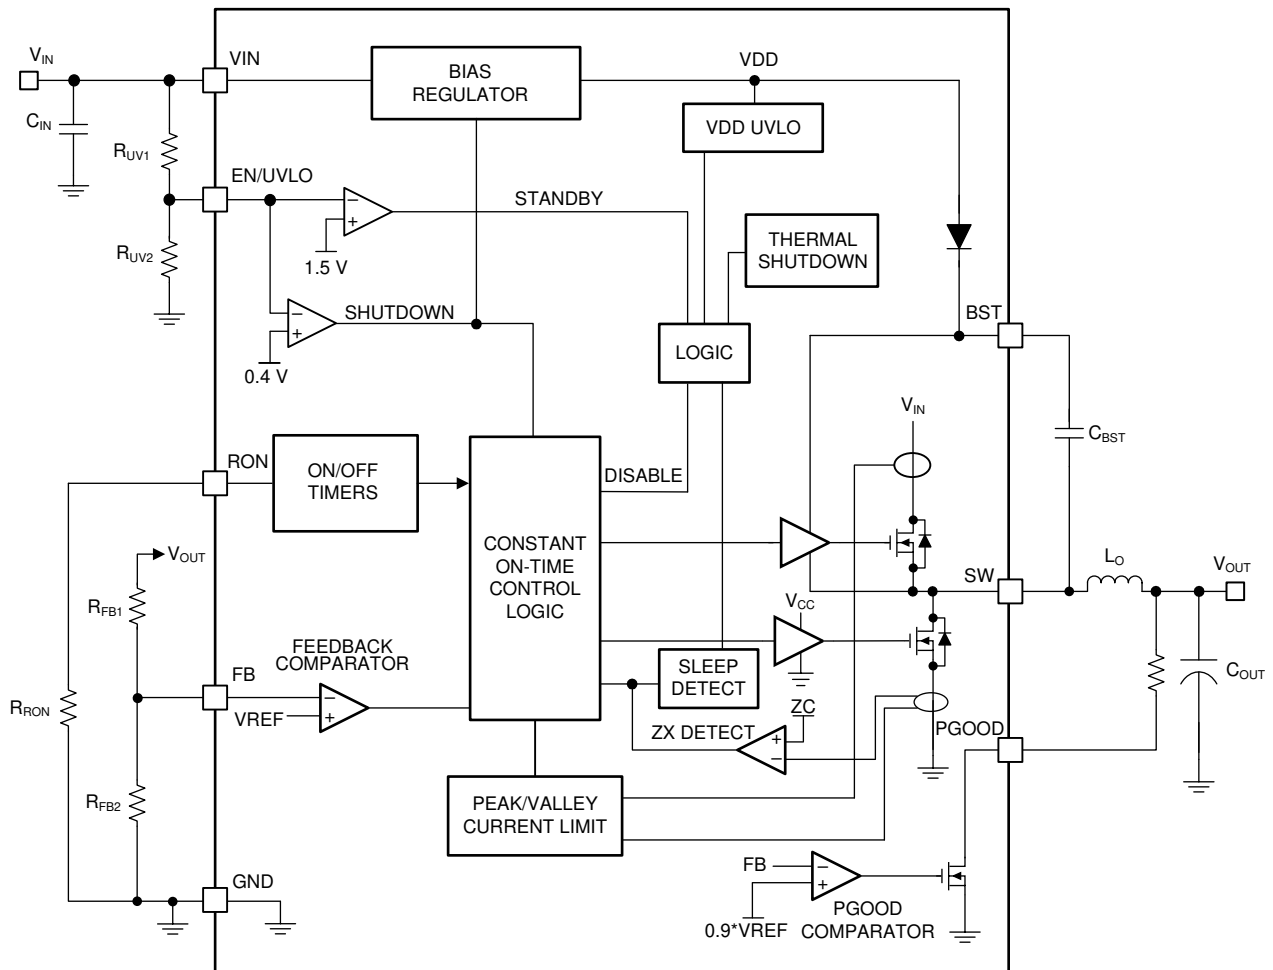 VIN
VIN
BIAS
REGULATOR
VDD
CIN
RUV1
VDD UVLO
EN/UVLO
STANDBY
−
+
1.5 V
RUV2
THERMAL
SHUTDOWN
−
+
SHUTDOWN
0.4 V
BST
LOGIC
VIN
CBST
RON
ON/OFF
TIMERS
DISABLE
CONSTANT
ON-TIME
CONTROL
LOGIC
VOUT
SW
LO
VOUT
RFB1
VCC
FEEDBACK
COMPARATOR
FB
−
+
VREF
SLEEP
DETECT
COUT
RRON
ZC
ZX DETECT
+
−
PGOOD
RFB2
PEAK/VALLEY
CURRENT LIMIT
FB
−
+
GND
0.9*VREF
PGOOD
COMPARATOR